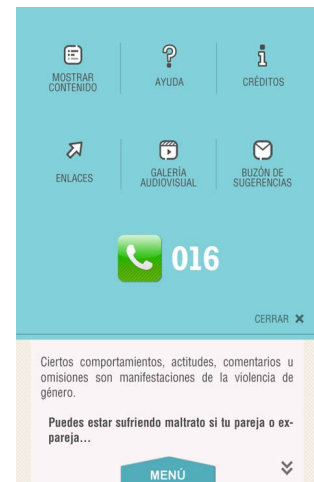 MOSTRAR
CONTENIDO
AYUDA
CRÉDITOS
ENLACES
GALERÍA
AUDIOVISUAL
BUZÓN DE
SUGERENCIAS
016
CERRAR
Ciertos comportamientos, actitudes, comentarios u
omisiones son manifestaciones de la violencia de
género.
Puedes estar sufriendo maltrato si tu pareja o ex-
pareja…
MENÚ